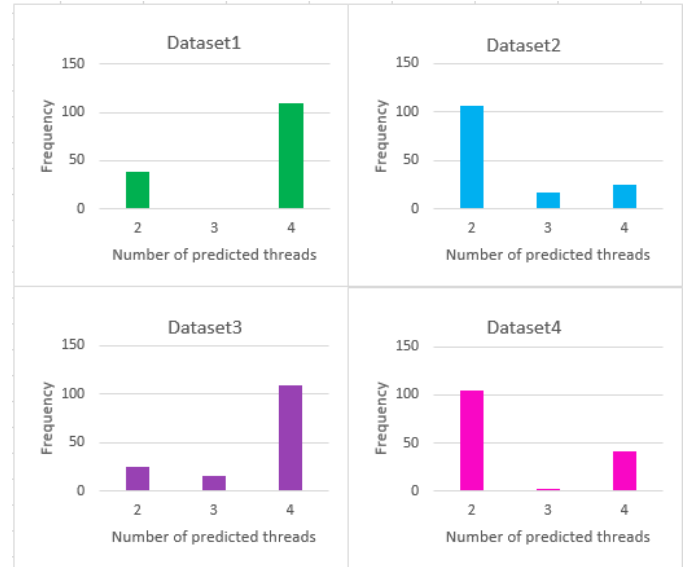 Dataset1
150
100
50
0
Frequency
2 3 4
Number of predicted threads
Dataset2
150
100
50
0
Frequency
2 3 4
Number of predicted threads
Dataset3
150
100
50
0
Frequency
2 3 4
Number of predicted threads
Dataset4
150
100
50
0
Frequency
2 3 4
Number of predicted threads